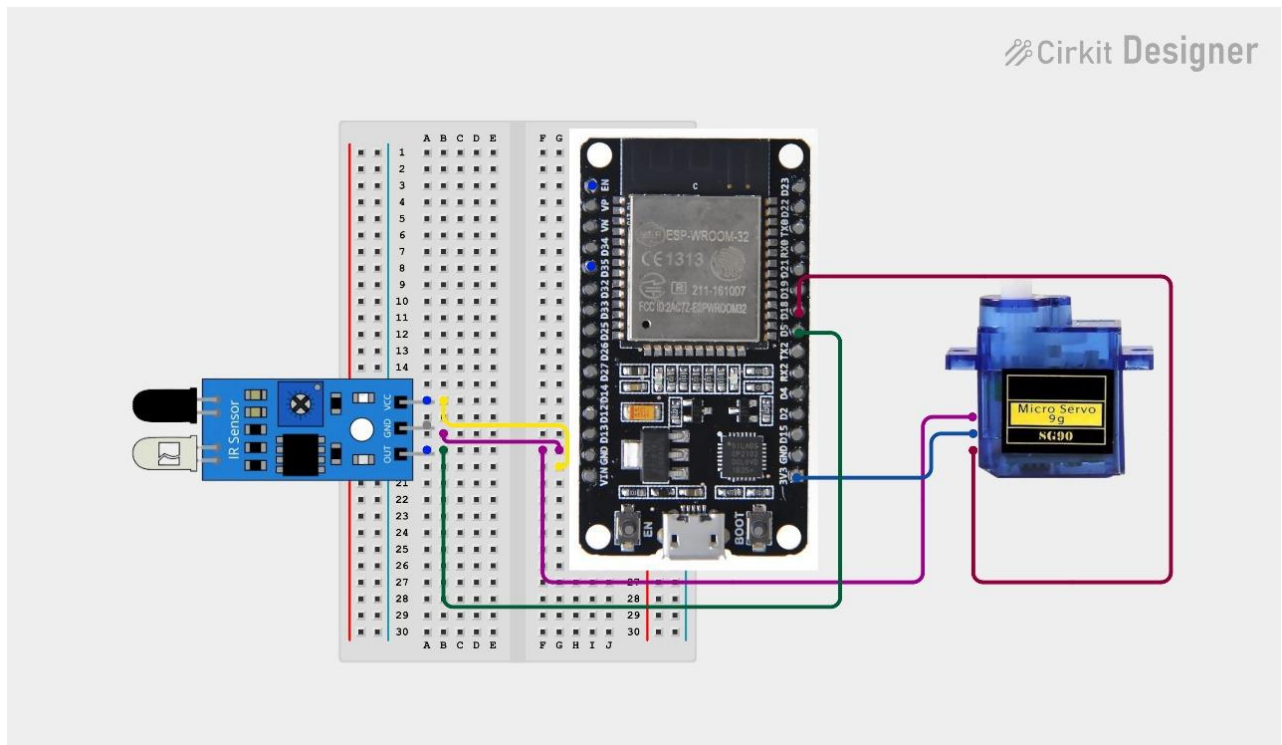 Cirkit Designer
A B C D E
F G
1
2
3
4
5
6
7
8
9
10
11
12
13
14
21
22
23
24
25
26
27
28
29
30
27
28
29
30
A B C D E
F G H I J
IR Sensor
VCC
GND
OUT
EN
VP
VN
D34
D35
D32
D33
D25
D26
D27
D14
D12
D13
GND
VIN
ESP-WROOM-32
CE1313
R 211-161007
FCC ID:2AC7Z-ESPWROOM32
D23
D22
TX0
RX0
D21
D19
D18
D5
TX2
RX2
D4
D2
D15
GND
3V3
EN
BOOT
Micro Servo
9g
SG90